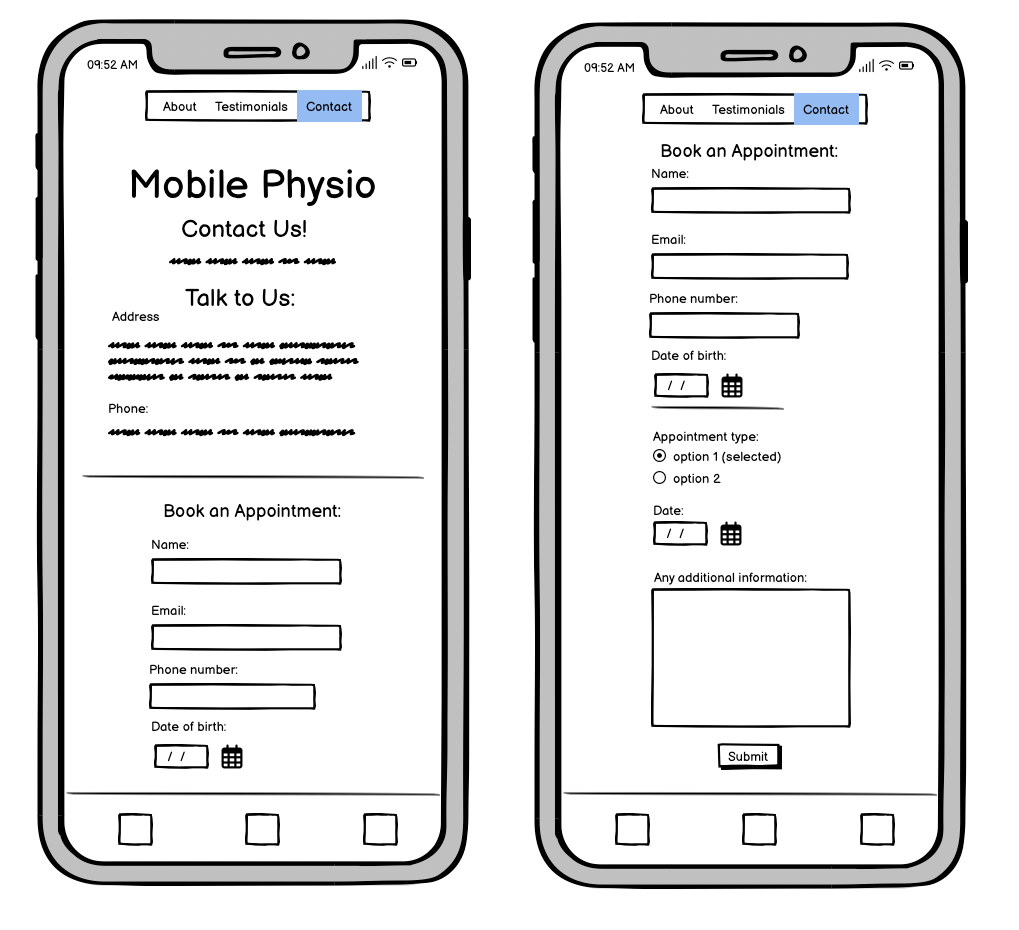 09:52 AM
About Testimonials Contact
Mobile Physio
Contact Us!
Talk to Us:
Address
Phone:
Book an Appointment:
Name:
Email:
Phone number:
Date of birth:
/ /
09:52 AM
About Testimonials Contact
Book an Appointment:
Name:
Email:
Phone number:
Date of birth:
/ /
Appointment type:
option 1 (selected)
option 2
Date:
/ /
Any additional information:
Submit